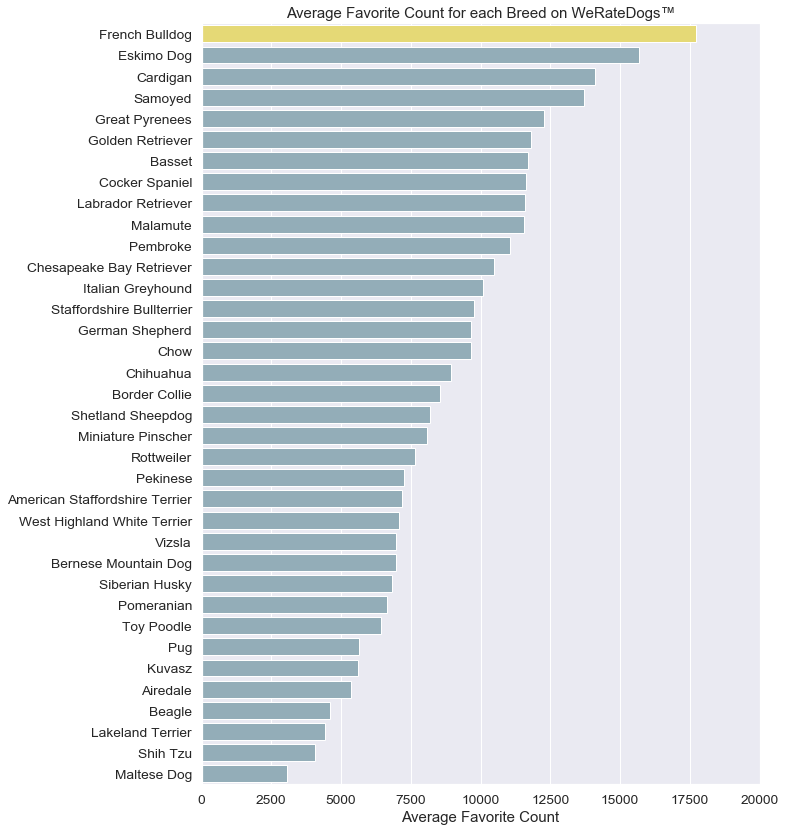 Average Favorite Count for each Breed on WeRateDogs™
French Bulldog
Eskimo Dog
Cardigan
Samoyed
Great Pyrenees
Golden Retriever
Basset
Cocker Spaniel
Labrador Retriever
Malamute
Pembroke
Chesapeake Bay Retriever
Italian Greyhound
Staffordshire Bullterrier
German Shepherd
Chow
Chihuahua
Border Collie
Shetland Sheepdog
Miniature Pinscher
Rottweiler
Pekinese
American Staffordshire Terrier
West Highland White Terrier
Vizsla
Bernese Mountain Dog
Siberian Husky
Pomeranian
Toy Poodle
Pug
Kuvasz
Airedale
Beagle
Lakeland Terrier
Shih Tzu
Maltese Dog
0 2500 5000 7500 10000 12500 15000 17500 20000
Average Favorite Count